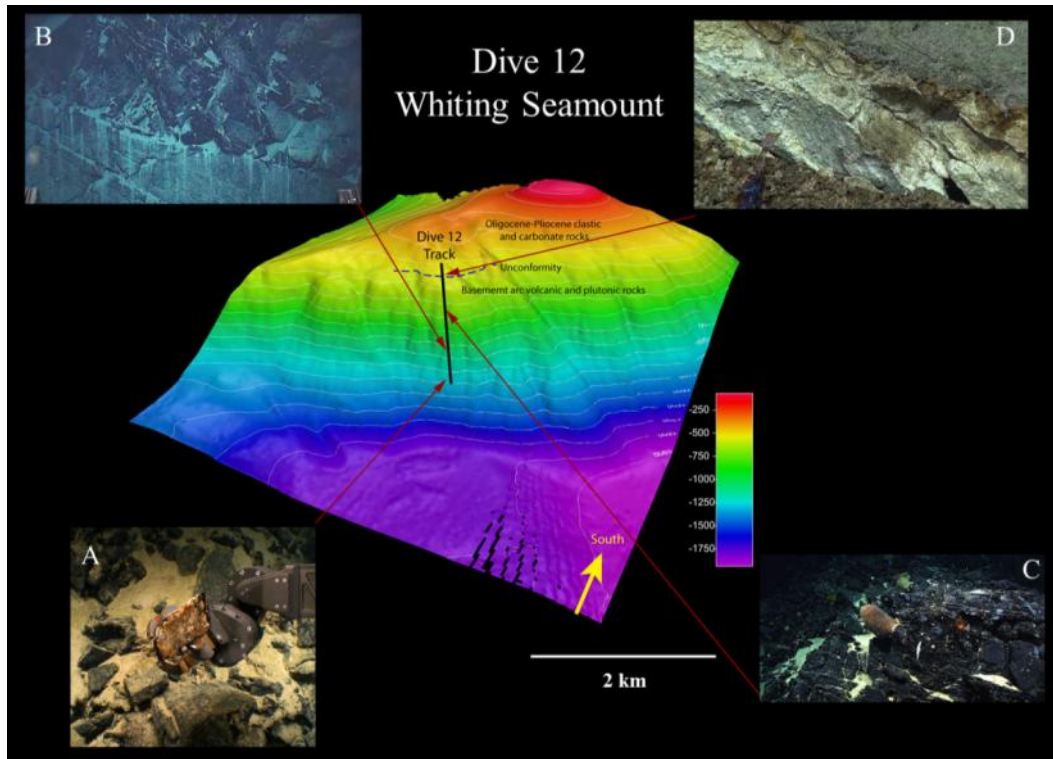 B
Dive 12
Whiting Seamount
D
Oligocene-Pliocene clastic
and carbonate rocks
Dive 12
Track
Unconformity
Basememt arc volcanic and plutonic rocks
-250
-500
-750
-1000
-1250
-1500
-1750
South
A
C
2 km